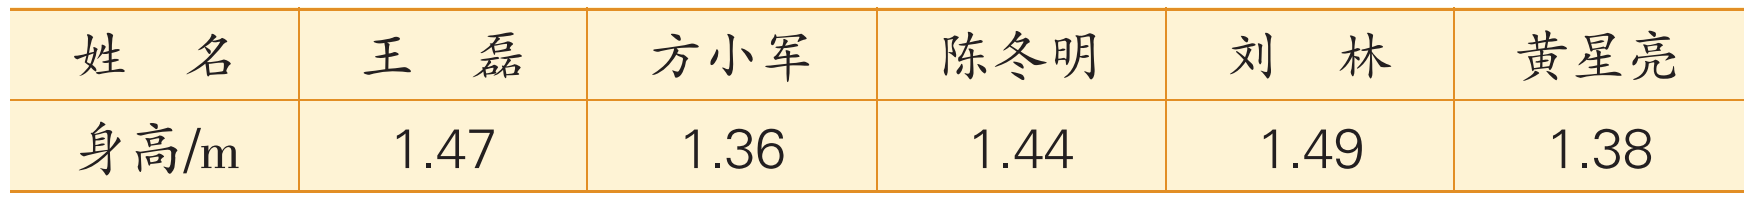 姓 名 王 磊 方小军 陈冬明 刘 林 黄星亮
身高/m 1.47 1.36 1.44 1.49 1.38